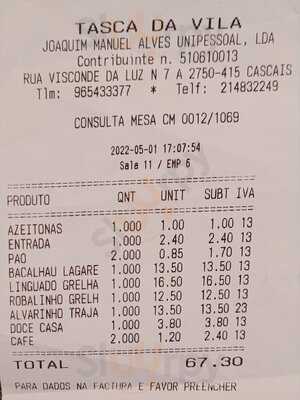 TASCA DA VILA
JOAQUIM MANUEL ALVES UNIPESSOAL, LDA
Contribuinte n. 510610013
RUA VISCONDE DA LUZ N 7 A 2750-415 CASCAIS
Tlm: 965433377 * Telf: 214832249
CONSULTA MESA CM 0012/1069
2022-05-01 17:07:54
Sala 11 / EMP 6
PRODUTO QNT UNIT SUBT IVA
AZEITONAS 1.000 1.00 1.00 13
ENTRADA 1.000 2.40 2.40 13
PAO 2.000 0.85 1.70 13
BACALHAU LAGARE 1.000 13.50 13.50 13
LINGUADO GRELHA 1.000 16.50 16.50 13
ROBALINHO GRELH 1.000 12.50 12.50 13
ALVARINHO TRAJA 1.000 13.50 13.50 23
DOCE CASA 1.000 3.80 3.80 13
CAFE 2.000 1.20 2.40 13
TOTAL 67.30
PARA DADOS NA FACTURA E FAVOR PREENCHER